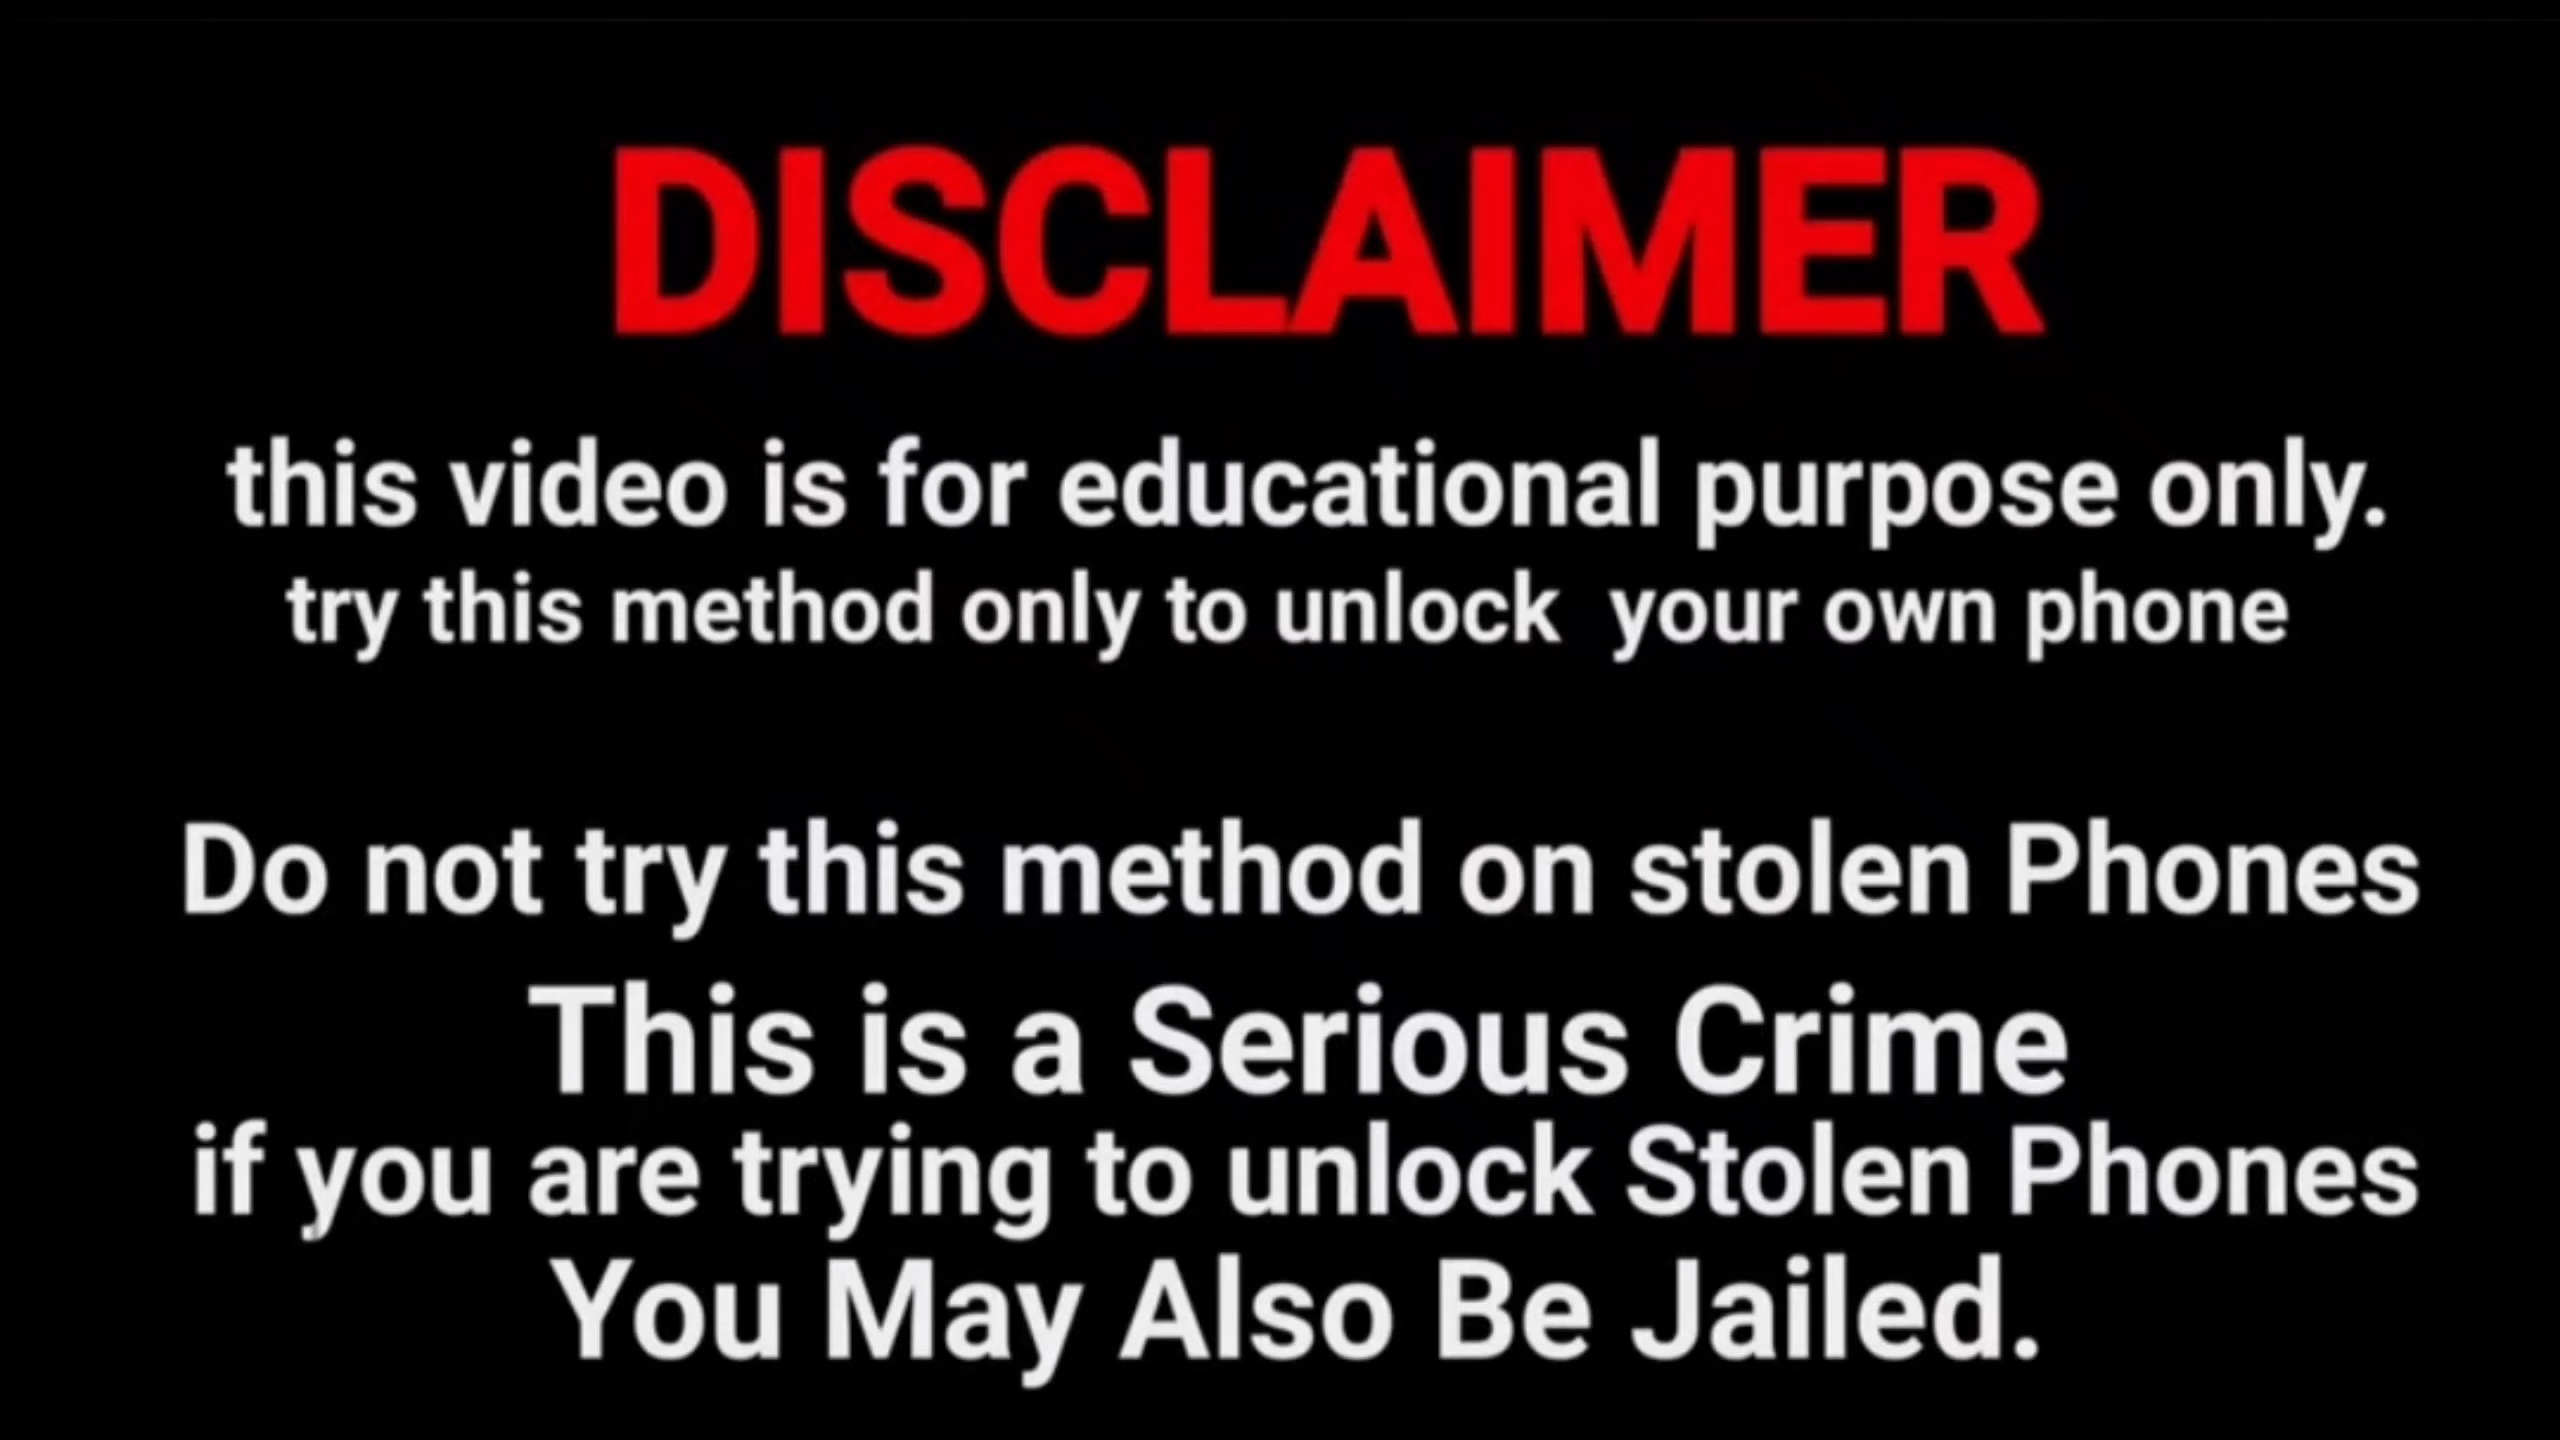 DISCLAIMER
this video is for educational purpose only.
try this method only to unlock  your own phone
Do not try this method on stolen Phones
This is a Serious Crime
if you are trying to unlock Stolen Phones
You May Also Be Jailed.